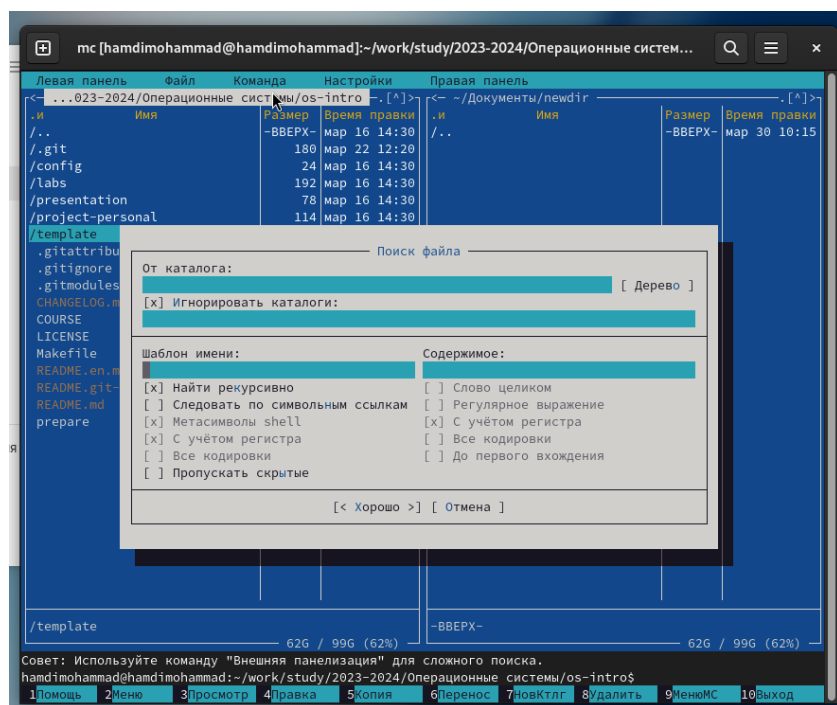 mc [hamdimohammad@hamdimohammad]:~/work/study/2023-2024/Операционные систем...
Левая панель Файл Команда Настройки Правая панель
<— ...023-2024/Операционные системы/os-intro —.[^]> <— ~/Документы/newdir —.[^]>
.и Имя Размер Время правки .и Имя Размер Время правки
/.. -ВВЕРХ- мар 16 14:30 /.. -ВВЕРХ- мар 30 10:15
/.git 180 мар 22 12:20
/config 24 мар 16 14:30
/labs 192 мар 16 14:30
/presentation 78 мар 16 14:30
/project-personal 114 мар 16 14:30
/template
.gitattribu
.gitignore
.gitmodules
CHANGELOG.m
COURSE
LICENSE
Makefile
README.en.m
README.git-
README.md
prepare
Поиск файла
От каталога:
[ Дерево ]
[x] Игнорировать каталоги:
Шаблон имени: Содержимое:
[x] Найти рекурсивно [ ] Слово целиком
[ ] Следовать по символьным ссылкам [ ] Регулярное выражение
[x] Метасимволы shell [x] С учётом регистра
[x] С учётом регистра [ ] Все кодировки
[ ] Все кодировки [ ] До первого вхождения
[ ] Пропускать скрытые
[< Хорошо >] [ Отмена ]
я
/template -ВВЕРХ-
62G / 99G (62%) 62G / 99G (62%)
Совет: Используйте команду "Внешняя панелизация" для сложного поиска.
hamdimohammad@hamdimohammad:~/work/study/2023-2024/Операционные системы/os-intro$
1Помощь 2Меню 3Просмотр 4Правка 5Копия 6Перенос 7НовКтлг 8Удалить 9МенюМС 10Выход